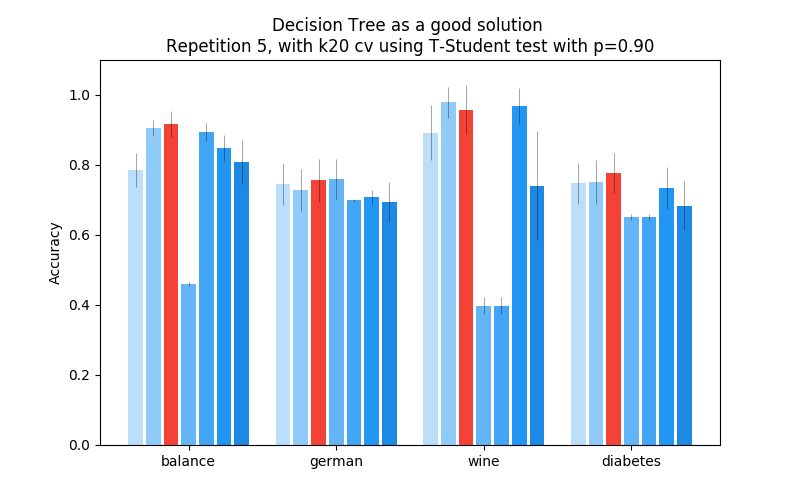 Decision Tree as a good solution
Repetition 5, with k20 cv using T-Student test with p=0.90
1.0
0.8
0.6
0.4
0.2
0.0
Accuracy
balance german wine diabetes